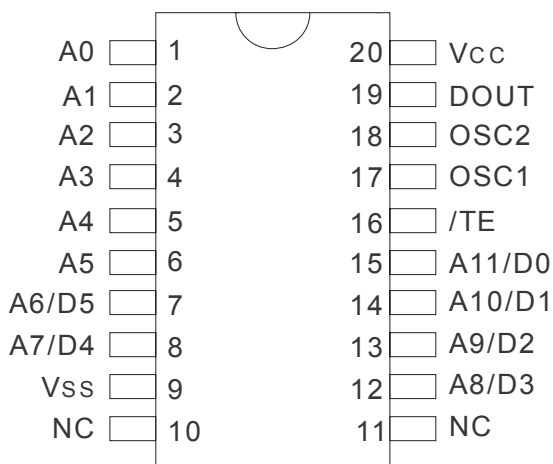 A0 1 20 Vcc
A1 2 19 DOUT
A2 3 18 OSC2
A3 4 17 OSC1
A4 5 16 /TE
A5 6 15 A11/D0
A6/D5 7 14 A10/D1
A7/D4 8 13 A9/D2
Vss 9 12 A8/D3
NC 10 11 NC